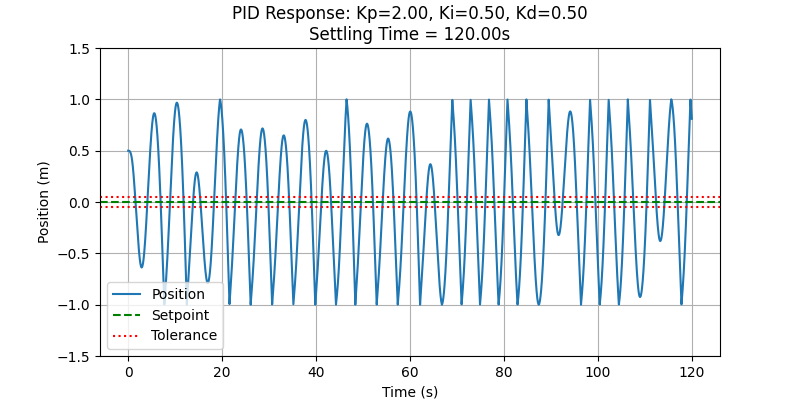 PID Response: Kp=2.00, Ki=0.50, Kd=0.50
Settling Time = 120.00s
1.5
1.0
0.5
0.0
−0.5
−1.0
−1.5
Position (m)
Position
Setpoint
Tolerance
0
20
40
60
80
100
120
Time (s)